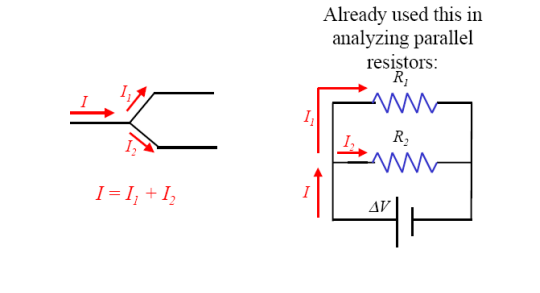 Already used this in
analyzing parallel
resistors:
I
I₁
I₂
I = I₁ + I₂
R₁
I₁
R₂
I₂
I
ΔV